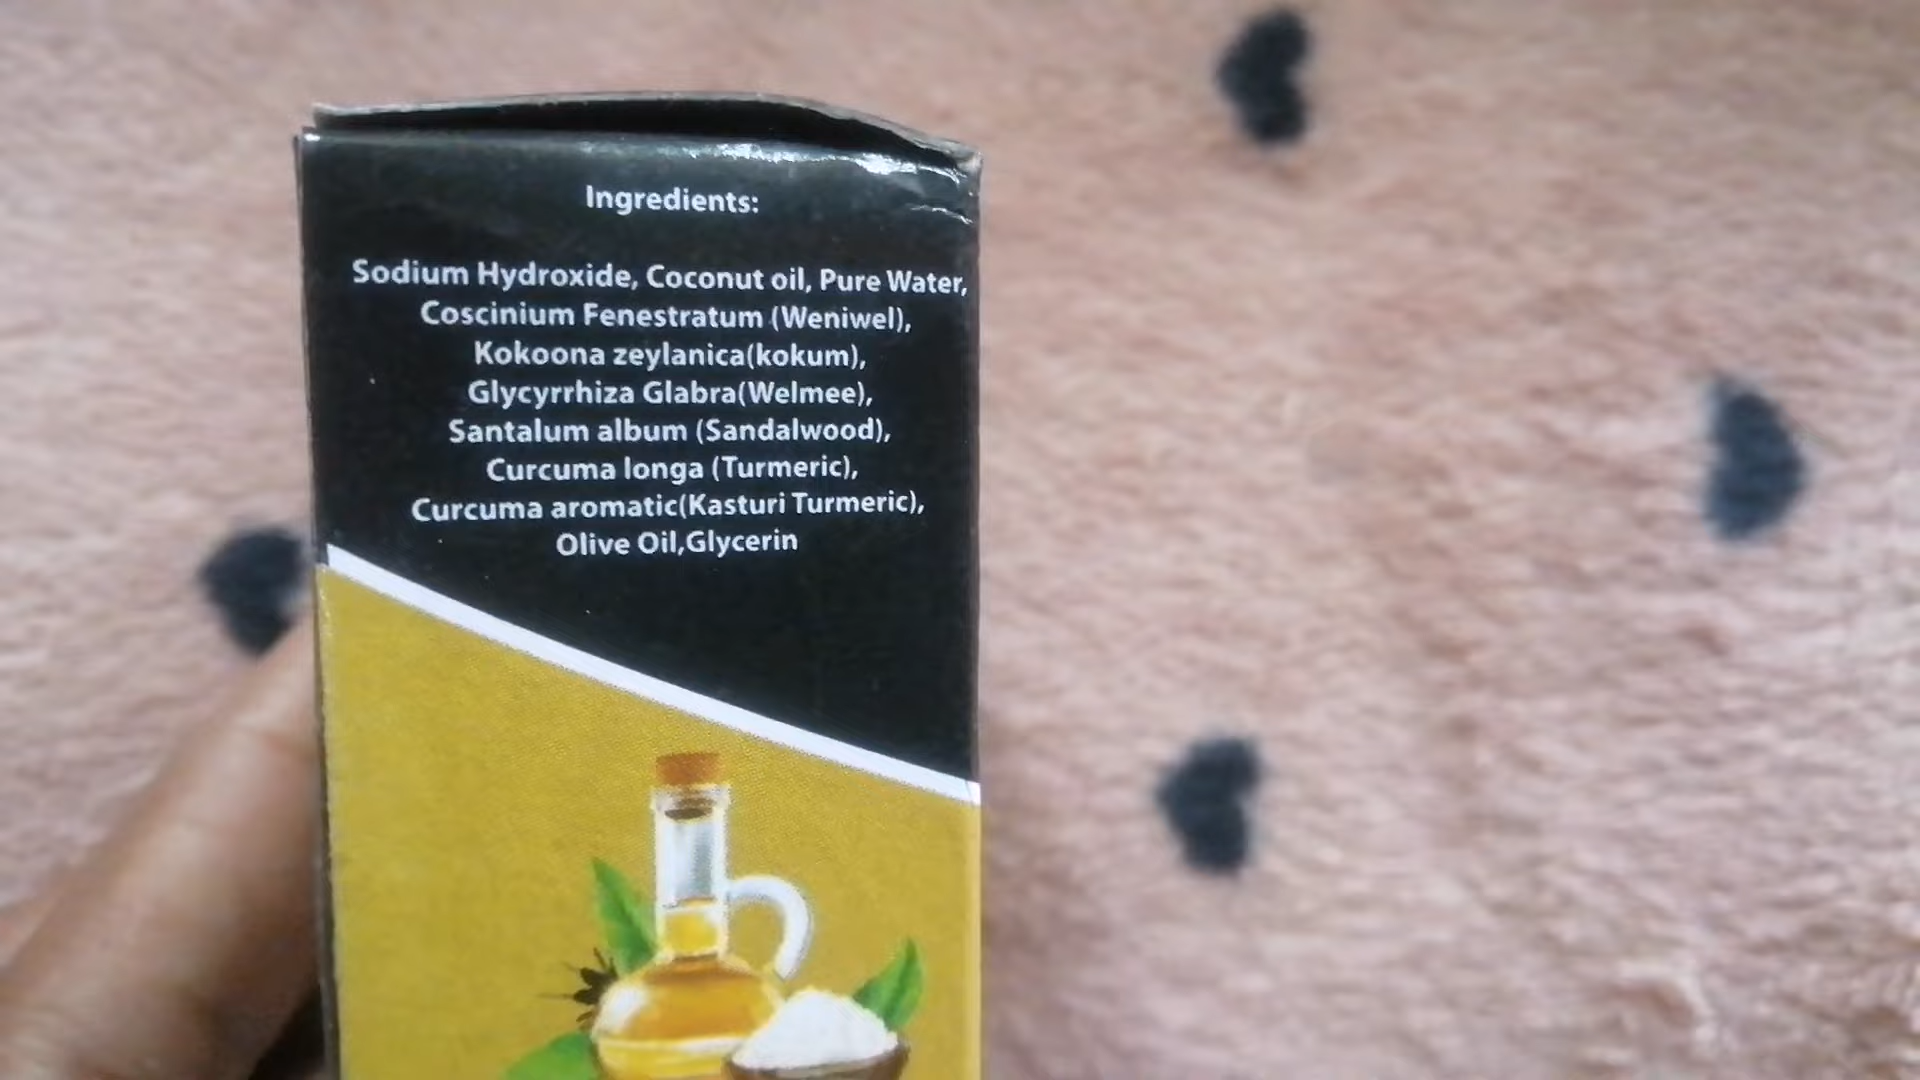 Ingredients:
Sodium Hydroxide, Coconut oil, Pure Water,
Coscinium Fenestratum (Weniwel),
Kokoona zeylanica(kokum),
Glycyrrhiza Glabra(Welmee),
Santalum album (Sandalwood),
Curcuma longa (Turmeric),
Curcuma aromatic(Kasturi Turmeric),
Olive Oil,Glycerin